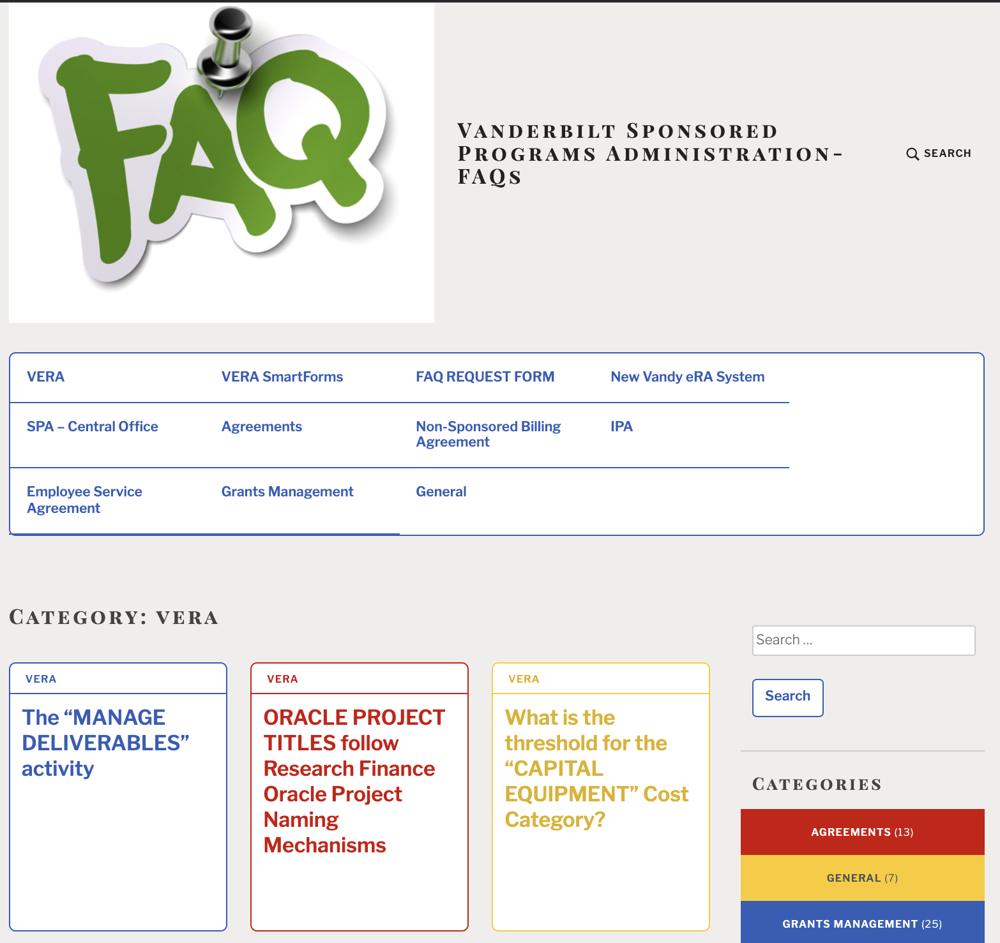 FAQ
Vanderbilt Sponsored
Programs Administration-
FAQs
SEARCH
VERA
VERA SmartForms
FAQ REQUEST FORM
New Vandy eRA System
SPA – Central Office
Agreements
Non-Sponsored Billing
Agreement
IPA
Employee Service
Agreement
Grants Management
General
Category: VERA
VERA
The “MANAGE
DELIVERABLES”
activity
VERA
ORACLE PROJECT
TITLES follow
Research Finance
Oracle Project
Naming
Mechanisms
VERA
What is the
threshold for the
“CAPITAL
EQUIPMENT” Cost
Category?
Search …
Search
Categories
AGREEMENTS (13)
GENERAL (7)
GRANTS MANAGEMENT (25)